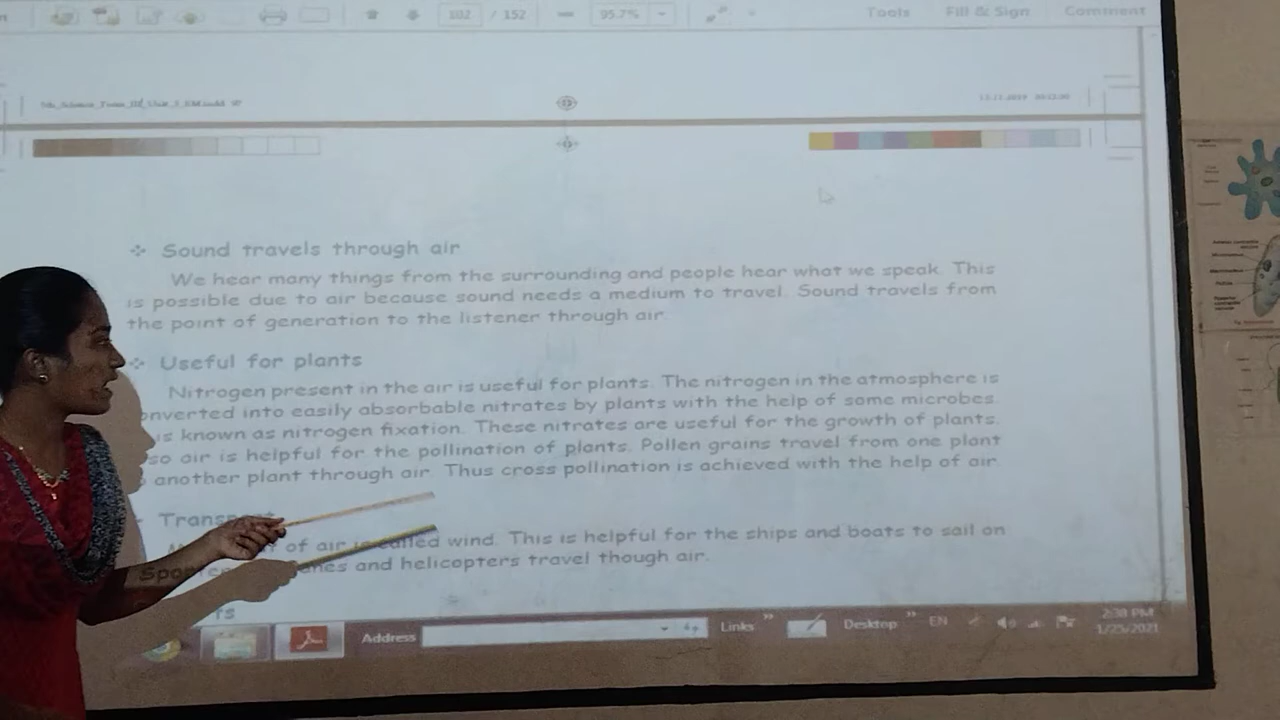 102 / 152 95.7% Tools Fill & Sign Comment
❖ Sound travels through air
We hear many things from the surrounding and people hear what we speak. This
is possible due to air because sound needs a medium to travel. Sound travels from
the point of generation to the listener through air.
❖ Useful for plants
Nitrogen present in the air is useful for plants. The nitrogen in the atmosphere is
onverted into easily absorbable nitrates by plants with the help of some microbes.
is known as nitrogen fixation. These nitrates are useful for the growth of plants.
so air is helpful for the pollination of plants. Pollen grains travel from one plant
another plant through air. Thus cross pollination is achieved with the help of air.
of air is called wind. This is helpful for the ships and boats to sail on
and helicopters travel though air.
Address Links Desktop EN 2:38 PM
1/25/2021